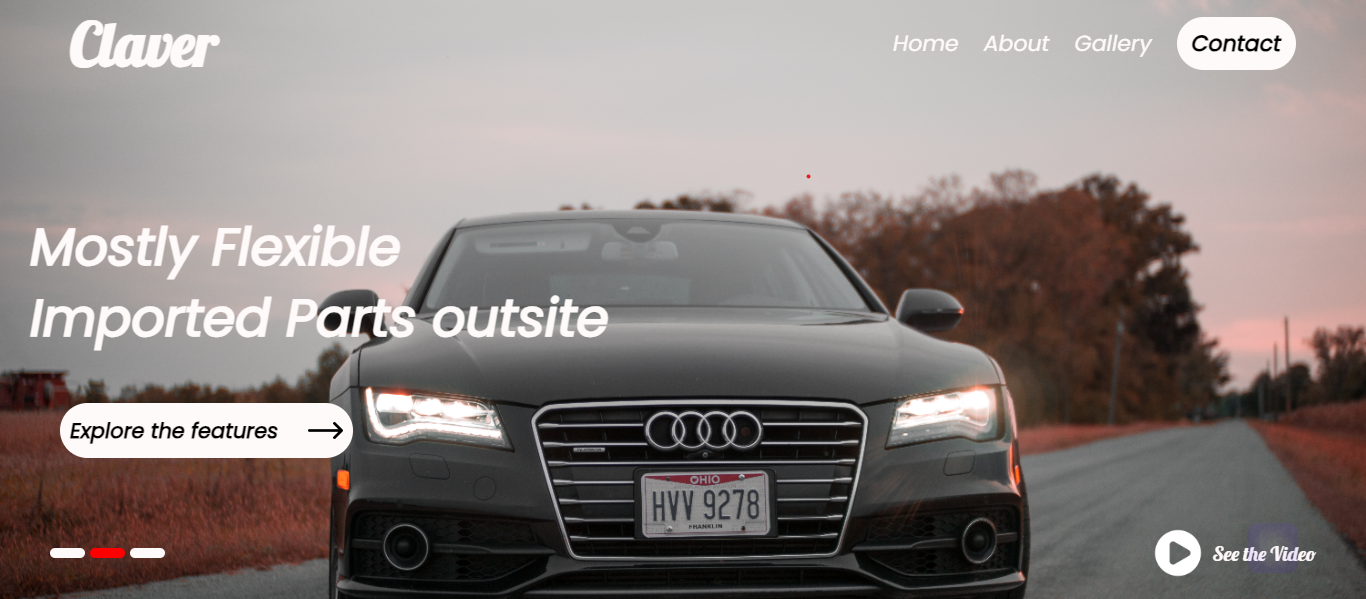 Claver
Home About Gallery Contact
Mostly Flexible
Imported Parts outsite
Explore the features
OHIO
HVV 9278
FRANKLIN
See the Video